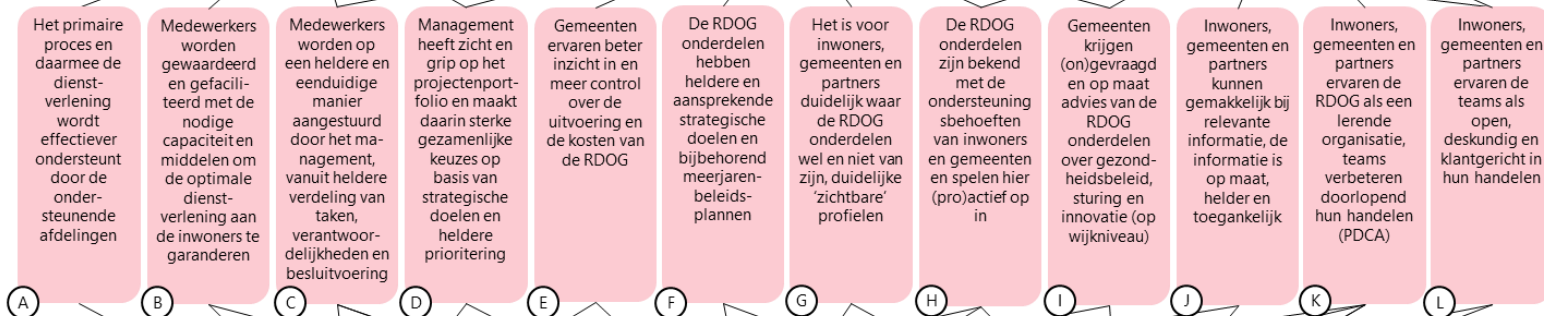 Het primaire
proces en
daarmee de
dienst-
verlening
wordt
effectiever
ondersteunt
door de
onder-
steunende
afdelingen
A
Medewerkers
worden
gewaardeerd
en gefacili-
teerd met de
nodige
capaciteit en
middelen om
de optimale
dienst-
verlening aan
de inwoners te
garanderen
B
Medewerkers
worden op
een heldere en
eenduidige
manier
aangestuurd
door het ma-
nagement,
vanuit heldere
verdeling van
taken,
verantwoor-
delijkheden en
besluitvoering
C
Management
heeft zicht en
grip op het
projectenport-
folio en maakt
daarin sterke
gezamenlijke
keuzes op
basis van
strategische
doelen en
heldere
prioritering
D
Gemeenten
ervaren beter
inzicht in en
meer control
over de
uitvoering en
de kosten van
de RDOG
E
De RDOG
onderdelen
hebben
heldere en
aansprekende
strategische
doelen en
bijbehorend
meerjaren-
beleids-
plannen
F
Het is voor
inwoners,
gemeenten en
partners
duidelijk waar
de RDOG
onderdelen
wel en niet van
zijn, duidelijke
‘zichtbare’
profielen
G
De RDOG
onderdelen
zijn bekend
met de
ondersteuning
sbehoeften
van inwoners
en gemeenten
en spelen hier
(pro)actief op
in
H
Gemeenten
krijgen
(on)gevraagd
en op maat
advies van de
RDOG
onderdelen
over gezond-
heidsbeleid,
sturing en
innovatie (op
wijkniveau)
I
Inwoners,
gemeenten en
partners
kunnen
gemakkelijk bij
relevante
informatie, de
informatie is
op maat,
helder en
toegankelijk
J
Inwoners,
gemeenten en
partners
ervaren de
RDOG als een
lerende
organisatie,
teams
verbeteren
doorlopend
hun handelen
(PDCA)
K
Inwoners,
gemeenten en
partners
ervaren de
teams als
open,
deskundig en
klantgericht in
hun handelen
L